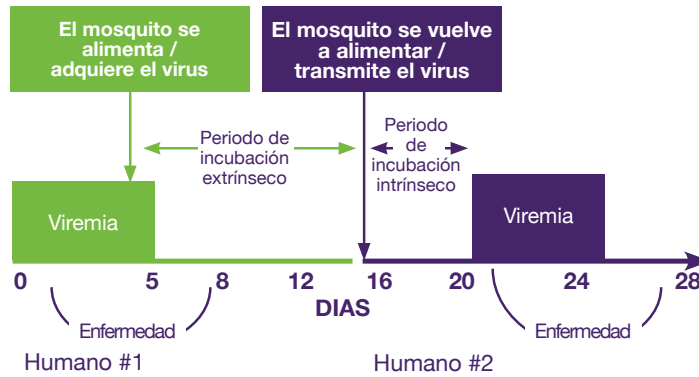 El mosquito se
alimenta /
adquiere el virus
El mosquito se vuelve
a alimentar /
transmite el virus
Periodo de
incubación
extrínseco
Periodo
de
incubación
intrínseco
Viremia
Viremia
0 5 8 12 16 20 24 28
DIAS
Enfermedad
Enfermedad
Humano #1
Humano #2